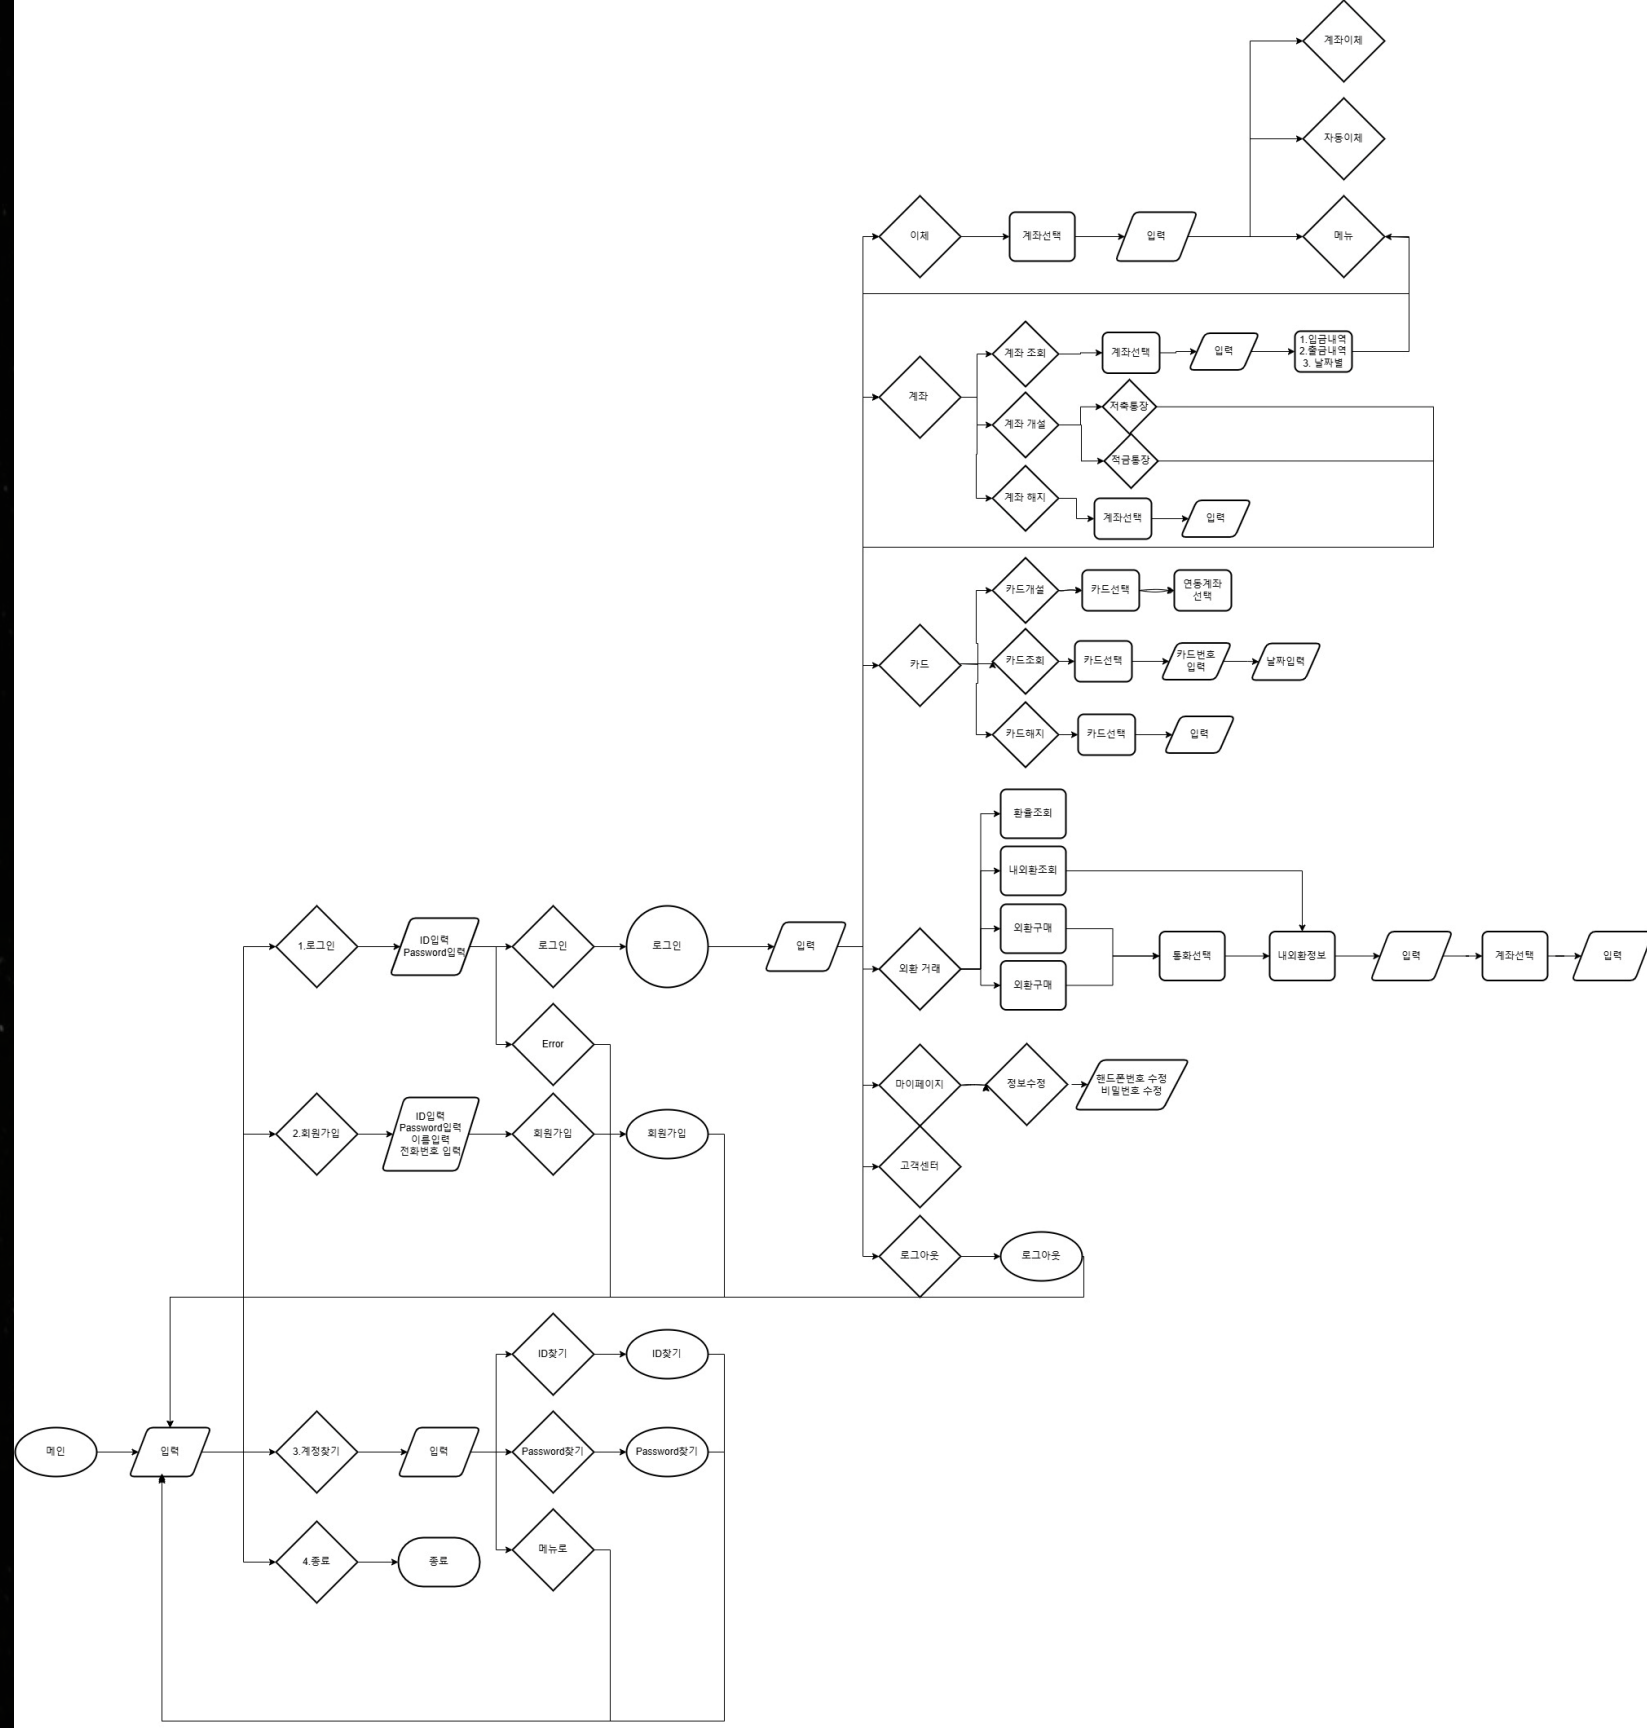 계좌이체
자동이체
이체
계좌선택
입력
메뉴
계좌
계좌 조회
계좌선택
입력
1.입금내역
2.출금내역
3. 날짜별
계좌 개설
저축통장
적금통장
계좌 해지
계좌선택
입력
카드
카드개설
카드선택
연동계좌
선택
카드조회
카드선택
카드번호
입력
날짜입력
카드해지
카드선택
입력
환율조회
내외환조회
외환 거래
외환구매
외환구매
통화선택
내외환정보
입력
계좌선택
입력
1.로그인
ID입력
Password입력
로그인
로그인
입력
Error
마이페이지
정보수정
핸드폰번호 수정
비밀번호 수정
2.회원가입
ID입력
Password입력
이름입력
전화번호 입력
회원가입
회원가입
고객센터
로그아웃
로그아웃
ID찾기
ID찾기
메인
입력
3.계정찾기
입력
Password찾기
Password찾기
4.종료
종료
메뉴로